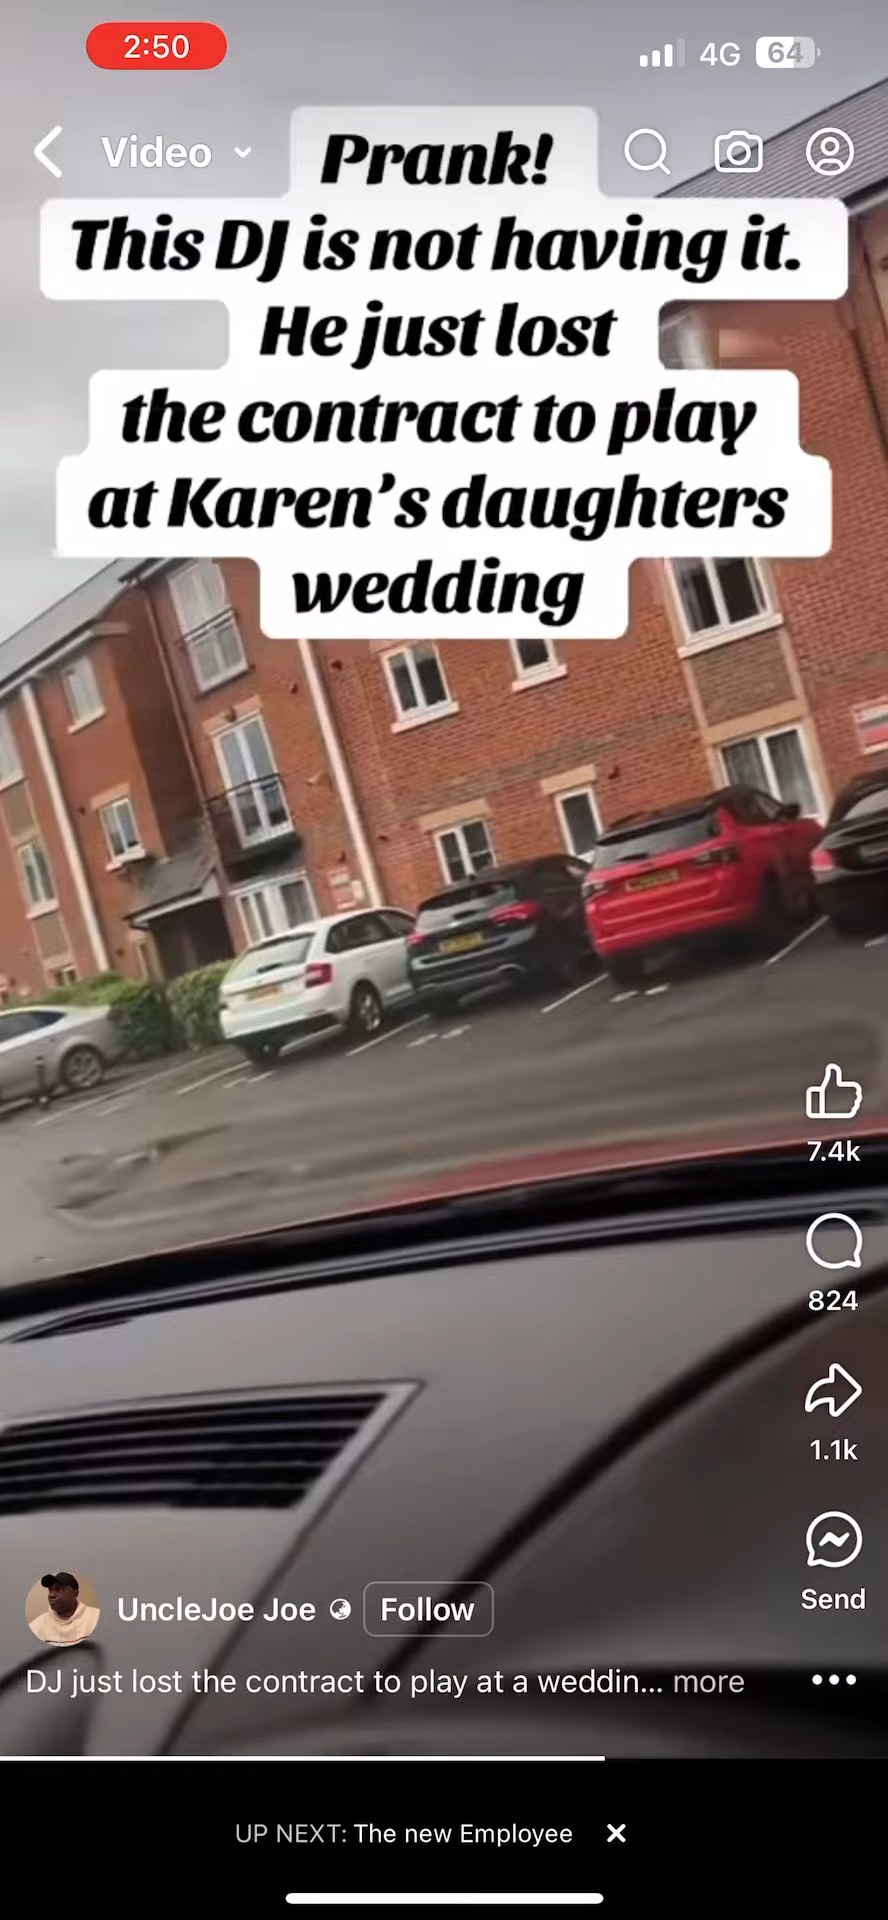 2:50
4G
64
Video
Prank!
This DJ is not having it.
He just lost
the contract to play
at Karen’s daughters
wedding
7.4k
824
1.1k
Send
UncleJoe Joe
Follow
DJ just lost the contract to play at a weddin... more
UP NEXT: The new Employee